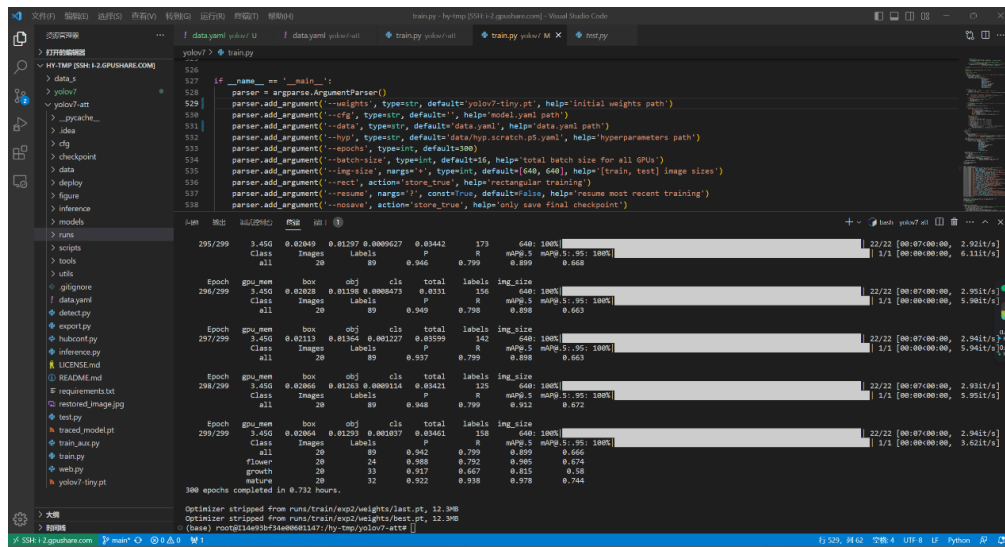 文件(F) 编辑(E) 选择(S) 查看(V) 转到(G) 运行(R) 终端(T) 帮助(H)
train.py - hy-tmp [SSH: i-2.gpushare.com] - Visual Studio Code
资源管理器
data.yaml yolov7 U
data.yaml yolov7-att
train.py yolov7-att
train.py yolov7 M
test.py
打开的编辑器
HY-TMP [SSH: I-2.GPUSHARE.COM]
data_s
yolov7
yolov7-att
__pycache__
.idea
cfg
checkpoint
data
deploy
figure
inference
models
runs
scripts
tools
utils
.gitignore
data.yaml
detect.py
export.py
hubconf.py
inference.py
LICENSE.md
README.md
requirements.txt
restored_image.jpg
test.py
traced_model.pt
train_aux.py
train.py
web.py
yolov7-tiny.pt
大纲
时间线
yolov7 > train.py
526
527 if __name__ == '__main__':
528 parser = argparse.ArgumentParser()
529 parser.add_argument('--weights', type=str, default='yolov7-tiny.pt', help='initial weights path')
530 parser.add_argument('--cfg', type=str, default='', help='model.yaml path')
531 parser.add_argument('--data', type=str, default='data.yaml', help='data.yaml path')
532 parser.add_argument('--hyp', type=str, default='data/hyp.scratch.p5.yaml', help='hyperparameters path')
533 parser.add_argument('--epochs', type=int, default=300)
534 parser.add_argument('--batch-size', type=int, default=16, help='total batch size for all GPUs')
535 parser.add_argument('--img-size', nargs='+', type=int, default=[640, 640], help='[train, test] image sizes')
536 parser.add_argument('--rect', action='store_true', help='rectangular training')
537 parser.add_argument('--resume', nargs='?', const=True, default=False, help='resume most recent training')
538 parser.add_argument('--nosave', action='store_true', help='only save final checkpoint')
问题 输出 调试控制台 终端 端口 1
bash yolov7-att
295/299 3.45G 0.02049 0.01297 0.0009627 0.03442 173 640: 100%| | 22/22 [00:07<00:00, 2.92it/s]
Class Images Labels P R mAP@.5 mAP@.5:.95: 100%| | 1/1 [00:00<00:00, 6.11it/s]
all 20 89 0.946 0.799 0.899 0.668
Epoch gpu_mem box obj cls total labels img_size
296/299 3.45G 0.02028 0.01198 0.0008473 0.0331 156 640: 100%| | 22/22 [00:07<00:00, 2.95it/s]
Class Images Labels P R mAP@.5 mAP@.5:.95: 100%| | 1/1 [00:00<00:00, 5.90it/s]
all 20 89 0.949 0.798 0.898 0.663
Epoch gpu_mem box obj cls total labels img_size
297/299 3.45G 0.02113 0.01364 0.001227 0.03599 142 640: 100%| | 22/22 [00:07<00:00, 2.94it/s]
Class Images Labels P R mAP@.5 mAP@.5:.95: 100%| | 1/1 [00:00<00:00, 5.94it/s]
all 20 89 0.937 0.799 0.898 0.663
Epoch gpu_mem box obj cls total labels img_size
298/299 3.45G 0.02066 0.01263 0.0009114 0.03421 125 640: 100%| | 22/22 [00:07<00:00, 2.93it/s]
Class Images Labels P R mAP@.5 mAP@.5:.95: 100%| | 1/1 [00:00<00:00, 5.95it/s]
all 20 89 0.948 0.799 0.912 0.672
Epoch gpu_mem box obj cls total labels img_size
299/299 3.45G 0.02064 0.01293 0.001037 0.03461 158 640: 100%| | 22/22 [00:07<00:00, 2.94it/s]
Class Images Labels P R mAP@.5 mAP@.5:.95: 100%| | 1/1 [00:00<00:00, 3.62it/s]
all 20 89 0.942 0.799 0.899 0.666
flower 20 24 0.988 0.792 0.905 0.674
growth 20 33 0.917 0.667 0.815 0.58
mature 20 32 0.922 0.938 0.978 0.744
300 epochs completed in 0.732 hours.
Optimizer stripped from runs/train/exp2/weights/last.pt, 12.3MB
Optimizer stripped from runs/train/exp2/weights/best.pt, 12.3MB
(base) root@I14e93bf34e00601147:/hy-tmp/yolov7-att#
SSH: i-2.gpushare.com main* 0 0 1
行 529, 列 62 空格: 4 UTF-8 LF Python